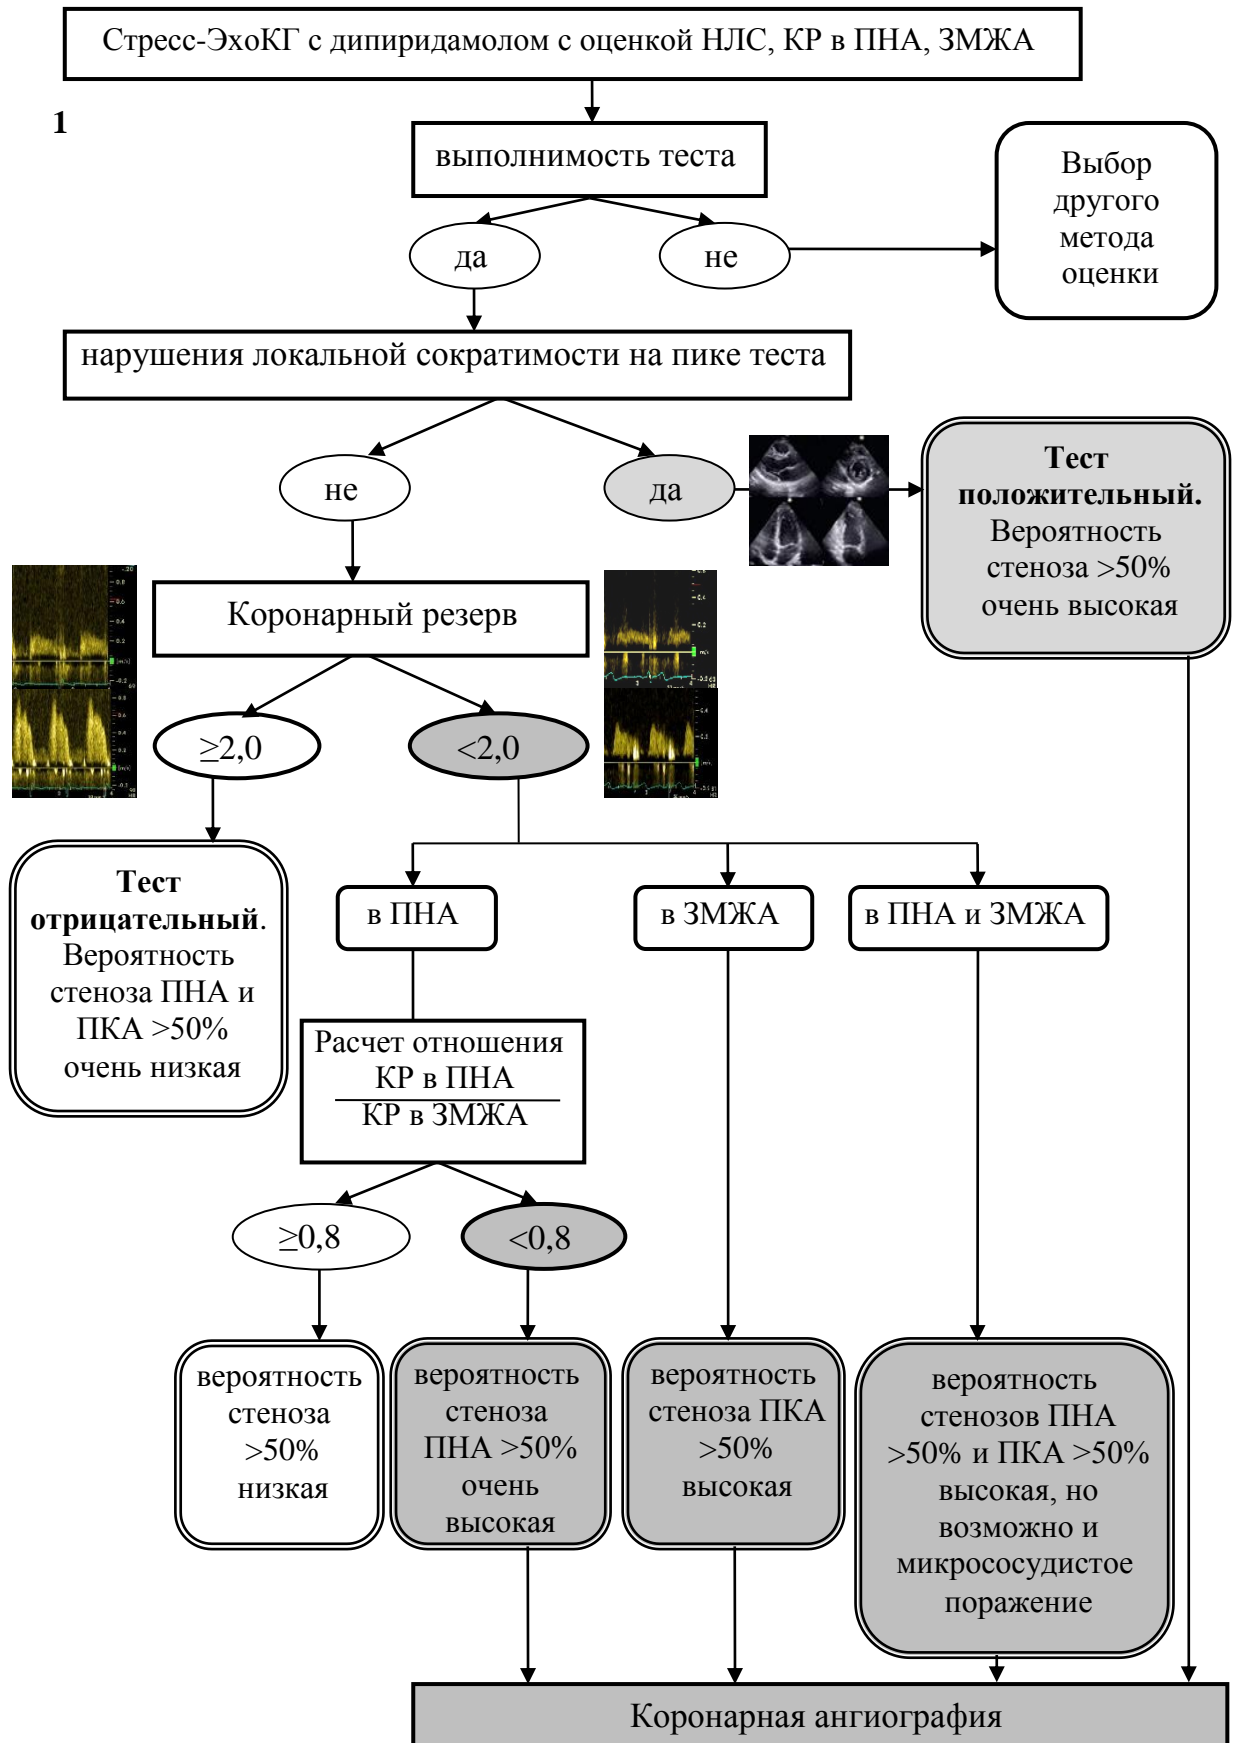 Стресс-ЭхоКГ с дипиридамолом с оценкой НЛС, КР в ПНА, ЗМЖА
1
выполнимость теста
Выбор
другого
метода
оценки
да
не
нарушения локальной сократимости на пике теста
не
да
Тест
положительный.
Вероятность
стеноза >50%
очень высокая
Коронарный резерв
≥2,0
<2,0
Тест
отрицательный.
Вероятность
стеноза ПНА и
ПКА >50%
очень низкая
в ПНА
в ЗМЖА
в ПНА и ЗМЖА
Расчет отношения
КР в ПНА
КР в ЗМЖА
≥0,8
<0,8
вероятность
стеноза
>50%
низкая
вероятность
стеноза
ПНА >50%
очень
высокая
вероятность
стеноза ПКА
>50%
высокая
вероятность
стенозов ПНА
>50% и ПКА >50%
высокая, но
возможно и
микрососудистое
поражение
Коронарная ангиография